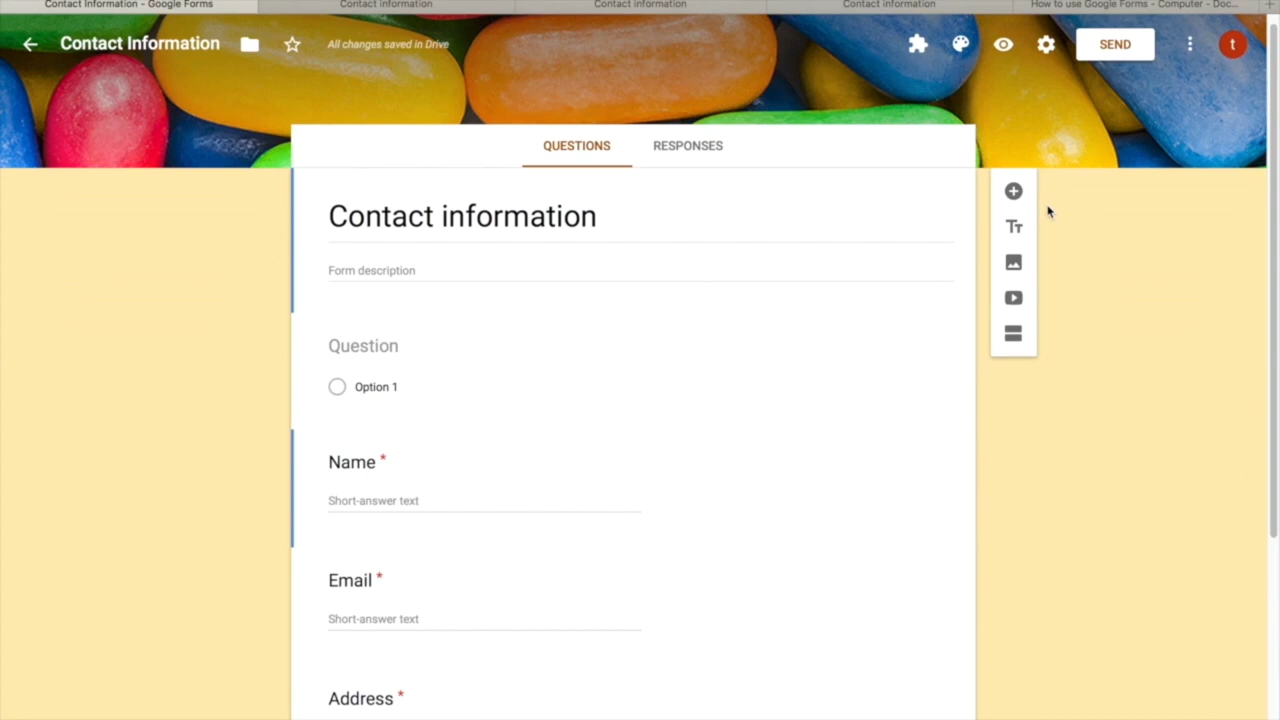 Contact Information - Google Forms
Contact information
Contact information
Contact information
How to use Google Forms - Computer - Doc...
Contact Information
All changes saved in Drive
SEND
t
QUESTIONS
RESPONSES
Contact information
Form description
Tт
Question
Option 1
Name *
Short-answer text
Email *
Short-answer text
Address *